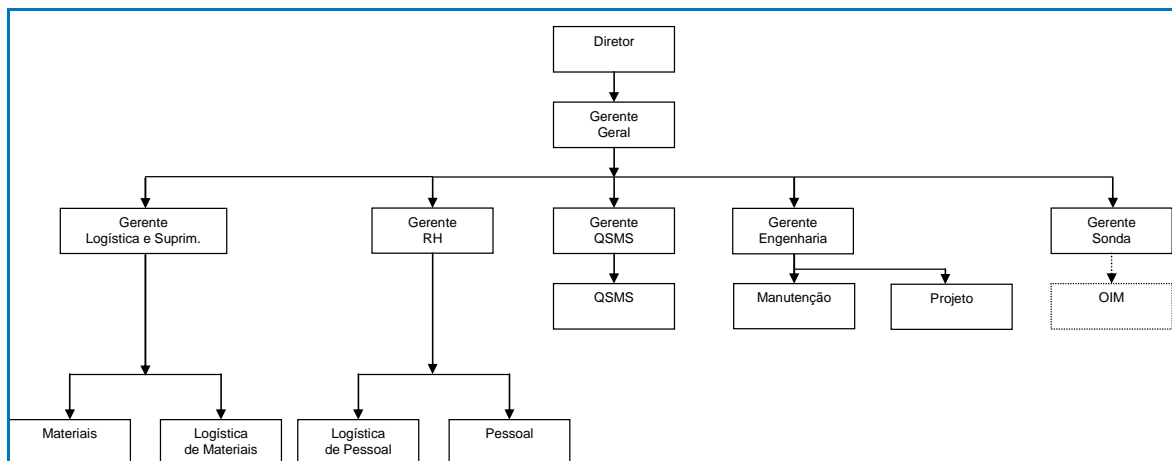 Diretor
Gerente
Geral
Gerente
Logística e Suprim.
Gerente
RH
Gerente
QSMS
Gerente
Engenharia
Gerente
Sonda
QSMS
Manutenção
Projeto
OIM
Materiais
Logística
de Materiais
Logística
de Pessoal
Pessoal